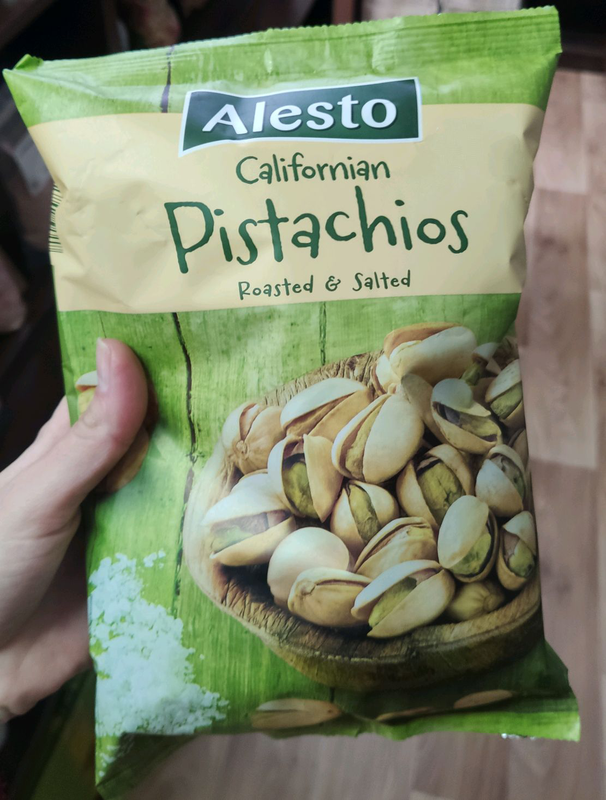 Alesto
Californian
Pistachios
Roasted & Salted